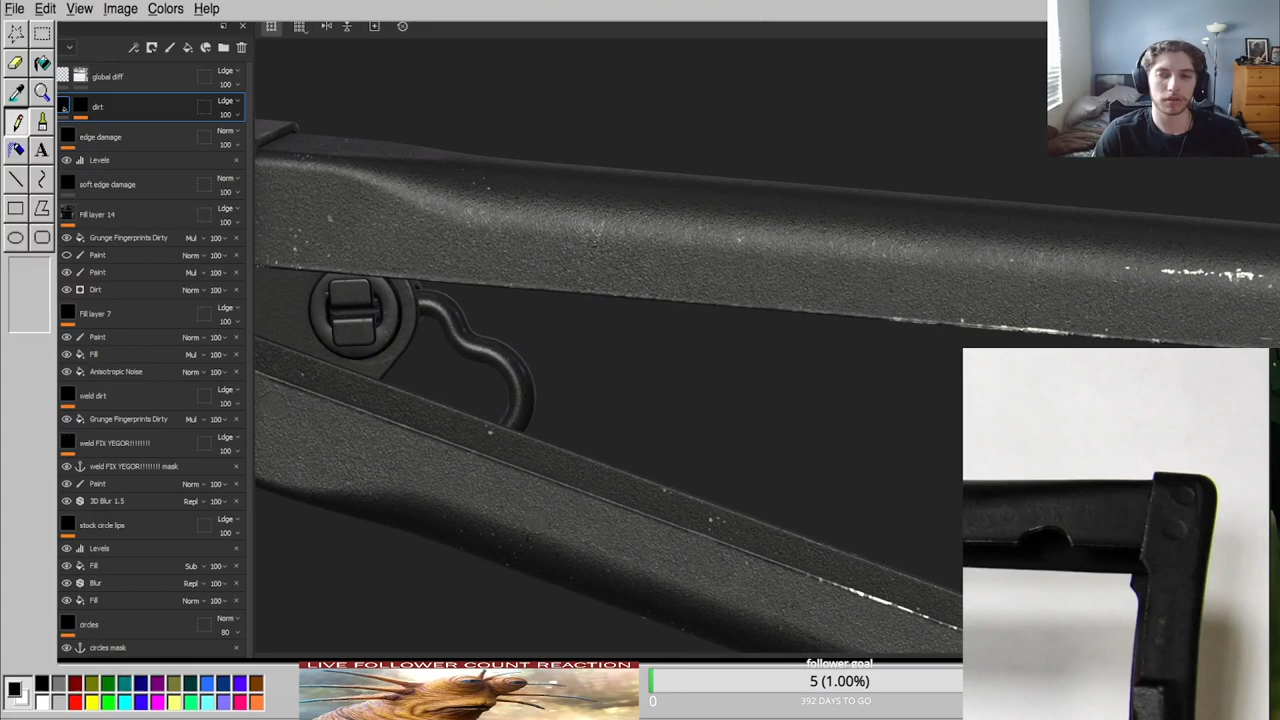 File Edit View Image Colors Help
global diff Ldge 100
dirt Ldge 100
edge damage Norm 100
Levels
soft edge damage Norm 100
Fill layer 14 Ldge 100
Grunge Fingerprints Dirty Mul 100
Paint Norm 100
Paint Mul 100
Dirt Norm 100
Fill layer 7 Ldge 100
Paint Norm 100
Fill Mul 100
Anisotropic Noise Norm 100
weld dirt Ldge 100
Grunge Fingerprints Dirty Mul 100
weld FIX YEGOR!!!!!!!! Ldge 100
weld FIX YEGOR!!!!!!!! mask
Paint Norm 100
3D Blur 1.5 Repl 100
stock circle lips Ldge 100
Levels
Fill Sub 100
Blur Repl 100
Fill Norm 100
circles Norm 80
circles mask
A
LIVE FOLLOWER COUNT REACTION
follower goal
5 (1.00%)
0
392 DAYS TO GO